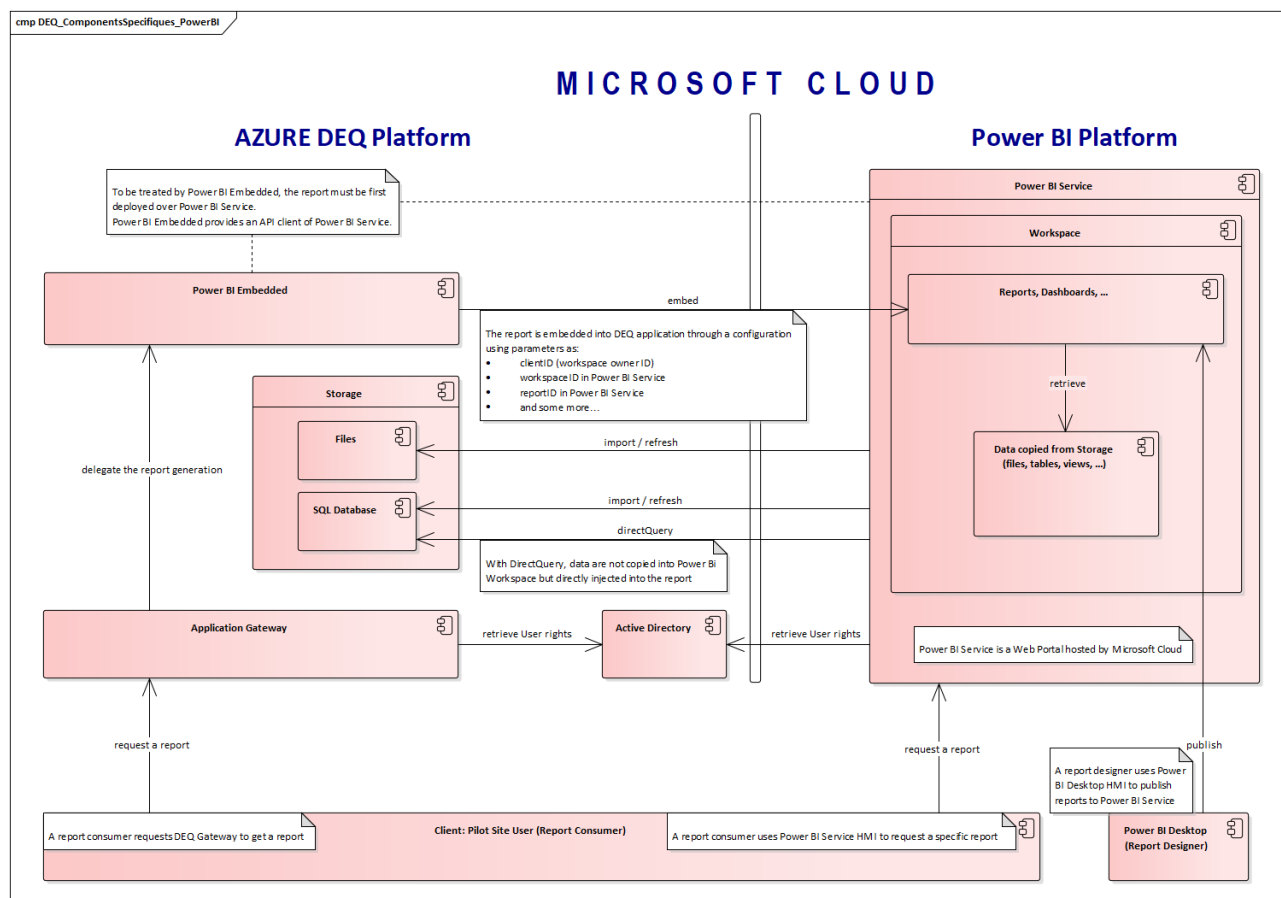 cmp DEQ_ComponentsSpecifiques_PowerBI
MICROSOFT CLOUD
AZURE DEQ Platform
Power BI Platform
To be treated by Power BI Embedded, the report must be first
deployed over Power BI Service.
Power BI Embedded provides an API client of Power BI Service.
Power BI Service
Workspace
Power BI Embedded
embed
Reports, Dashboards, ...
The report is embedded into DEQ application through a configuration
using parameters as:
• clientID (workspace owner ID)
• workspaceID in Power BI Service
• reportID in Power BI Service
• and some more...
retrieve
Storage
Files
import / refresh
Data copied from Storage
(files, tables, views, ...)
delegate the report generation
SQL Database
import / refresh
directQuery
With DirectQuery, data are not copied into Power Bi
Workspace but directly injected into the report
Application Gateway
retrieve User rights
Active Directory
retrieve User rights
Power BI Service is a Web Portal hosted by Microsoft Cloud
request a report
request a report
publish
A report designer uses Power
BI Desktop HMI to publish
reports to Power BI Service
A report consumer requests DEQ Gateway to get a report
Client: Pilot Site User (Report Consumer)
A report consumer uses Power BI Service HMI to request a specific report
Power BI Desktop
(Report Designer)